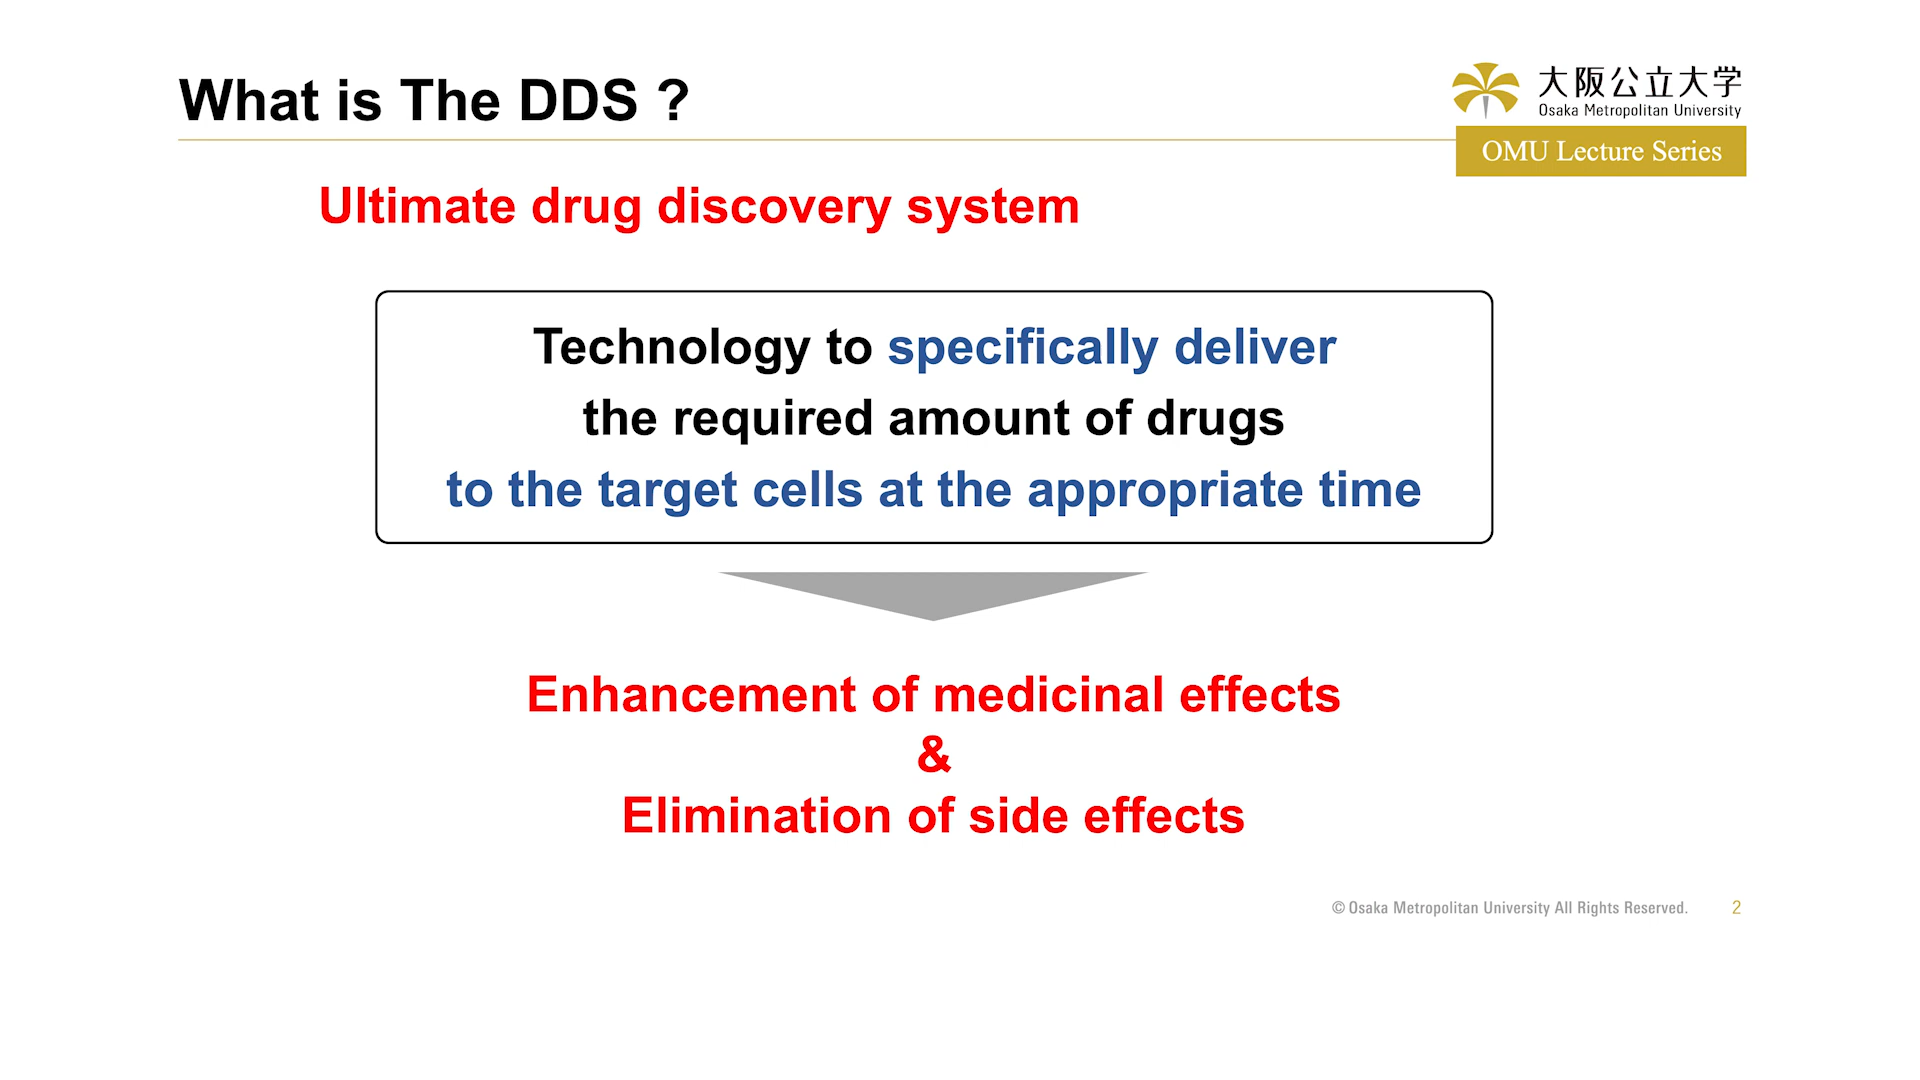 What is The DDS ?
大阪公立大学
Osaka Metropolitan University
OMU Lecture Series
Ultimate drug discovery system
Technology to specifically deliver
the required amount of drugs
to the target cells at the appropriate time
Enhancement of medicinal effects
&
Elimination of side effects
© Osaka Metropolitan University All Rights Reserved.
2